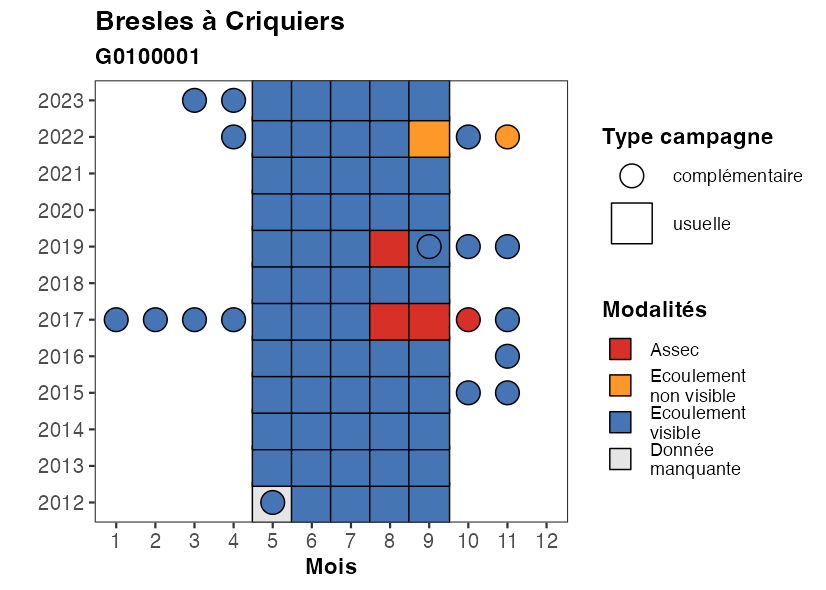 Bresles à Criquiers
G0100001
2023
2022
2021
2020
2019
2018
2017
2016
2015
2014
2013
2012
1 2 3 4 5 6 7 8 9 10 11 12
Mois
Type campagne
complémentaire
usuelle
Modalités
Assec
Ecoulement
non visible
Ecoulement
visible
Donnée
manquante